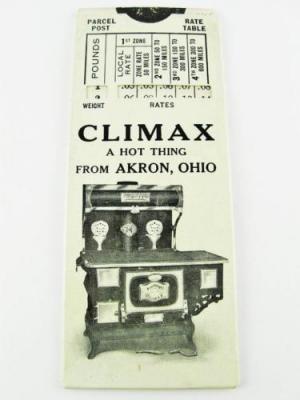 PARCEL POST RATE TABLE
POUNDS
1ST ZONE
LOCAL RATE
ZONE RATE 50 MILES
2ND ZONE 50 TO 150 MILES
3RD ZONE 150 TO 300 MILES
4TH ZONE 300 TO 600 MILES
WEIGHT RATES
CLIMAX
A HOT THING
FROM AKRON, OHIO